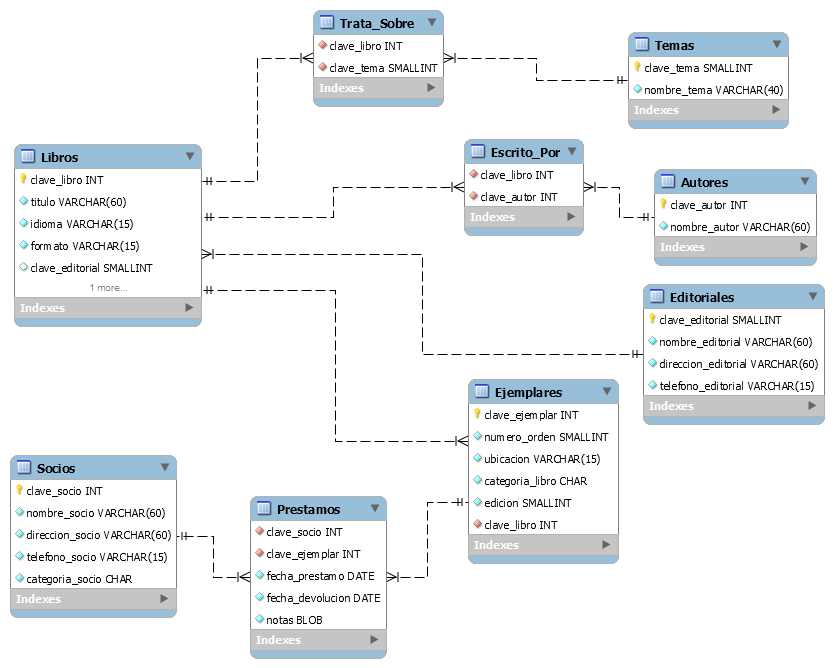 Trata_Sobre
clave_libro INT
clave_tema SMALLINT
Indexes
Temas
clave_tema SMALLINT
nombre_tema VARCHAR(40)
Indexes
Libros
clave_libro INT
titulo VARCHAR(60)
idioma VARCHAR(15)
formato VARCHAR(15)
clave_editorial SMALLINT
1 more...
Indexes
Escrito_Por
clave_libro INT
clave_autor INT
Indexes
Autores
clave_autor INT
nombre_autor VARCHAR(60)
Indexes
Editoriales
clave_editorial SMALLINT
nombre_editorial VARCHAR(60)
direccion_editorial VARCHAR(60)
telefono_editorial VARCHAR(15)
Indexes
Ejemplares
clave_ejemplar INT
numero_orden SMALLINT
ubicacion VARCHAR(15)
categoria_libro CHAR
edicion SMALLINT
clave_libro INT
Indexes
Socios
clave_socio INT
nombre_socio VARCHAR(60)
direccion_socio VARCHAR(60)
telefono_socio VARCHAR(15)
categoria_socio CHAR
Indexes
Prestamos
clave_socio INT
clave_ejemplar INT
fecha_prestamo DATE
fecha_devolucion DATE
notas BLOB
Indexes